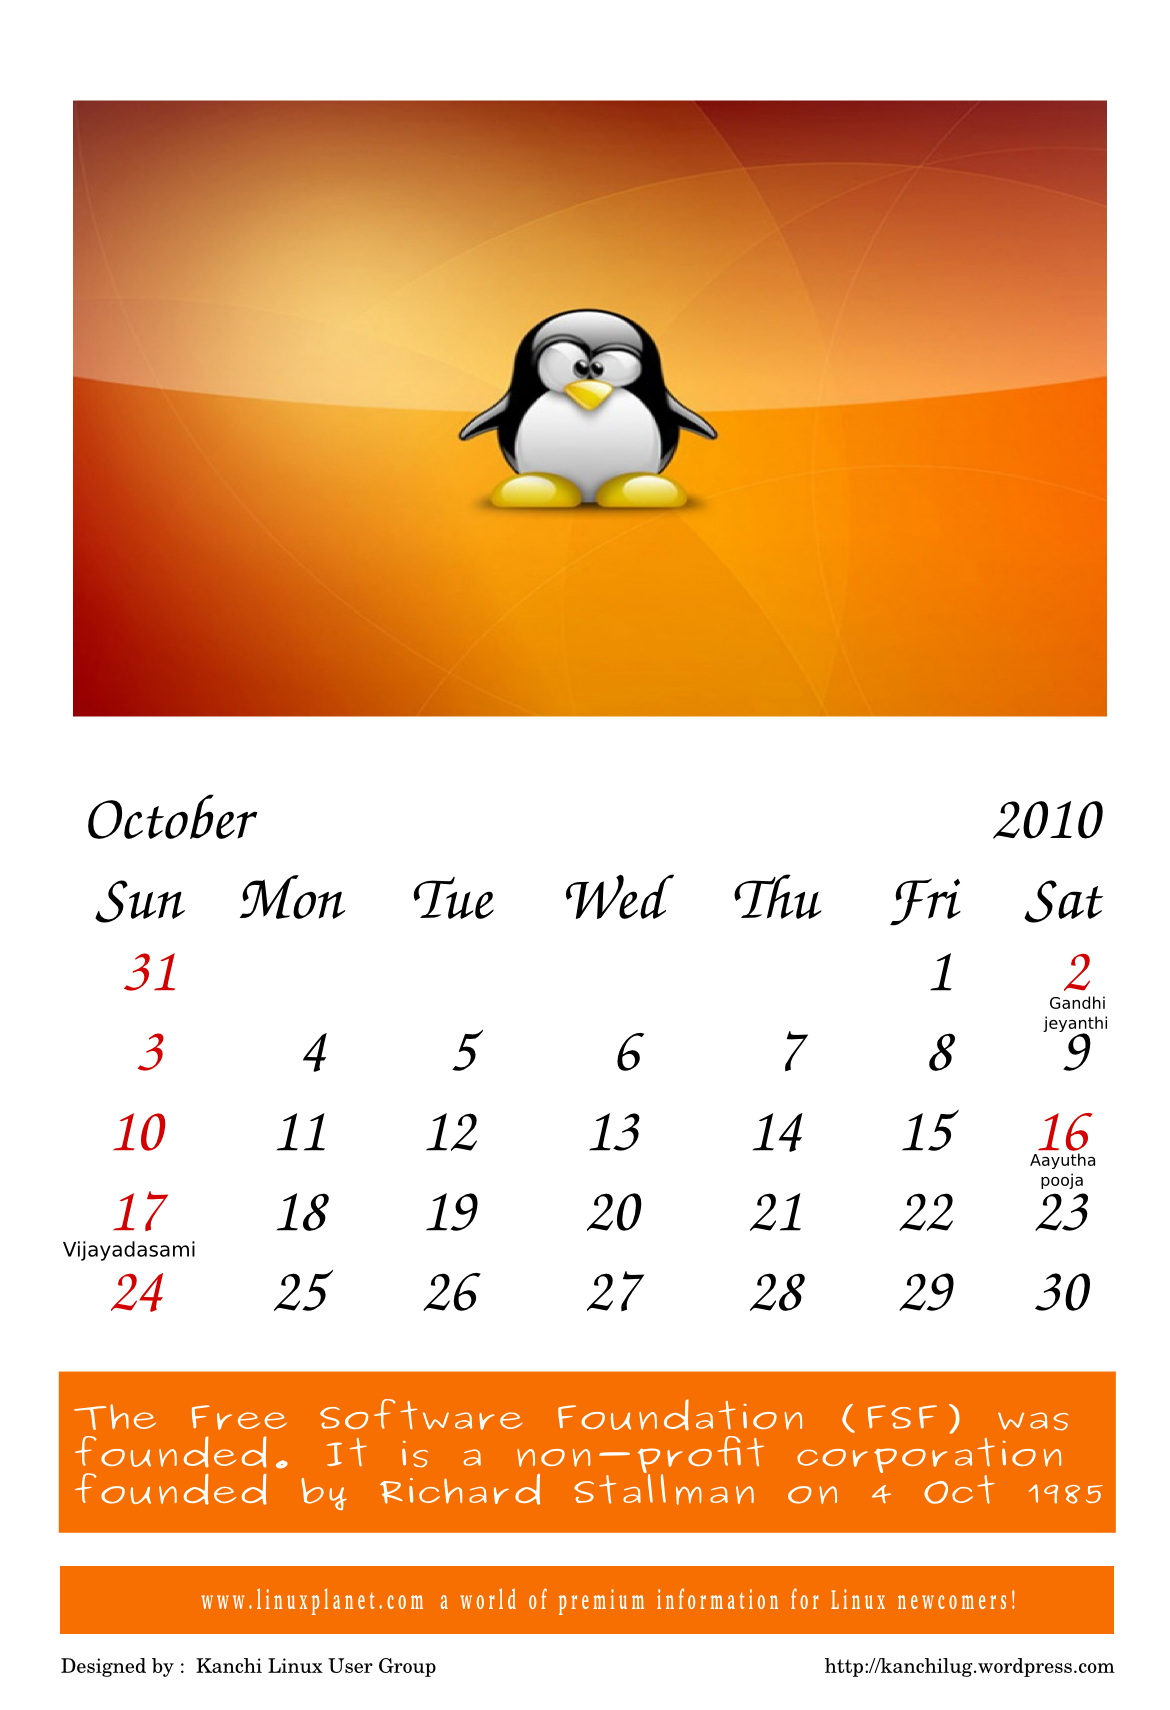 October 2010
Sun Mon Tue Wed Thu Fri Sat
31 1 2
Gandhi
jeyanthi
3 4 5 6 7 8 9
10 11 12 13 14 15 16
Aayutha
pooja
17 18 19 20 21 22 23
Vijayadasami
24 25 26 27 28 29 30
The Free Software Foundation (FSF) was
founded. It is a non-profit corporation
founded by Richard Stallman on 4 Oct 1985
www.linuxplanet.com a world of premium information for Linux newcomers!
Designed by : Kanchi Linux User Group http://kanchilug.wordpress.com